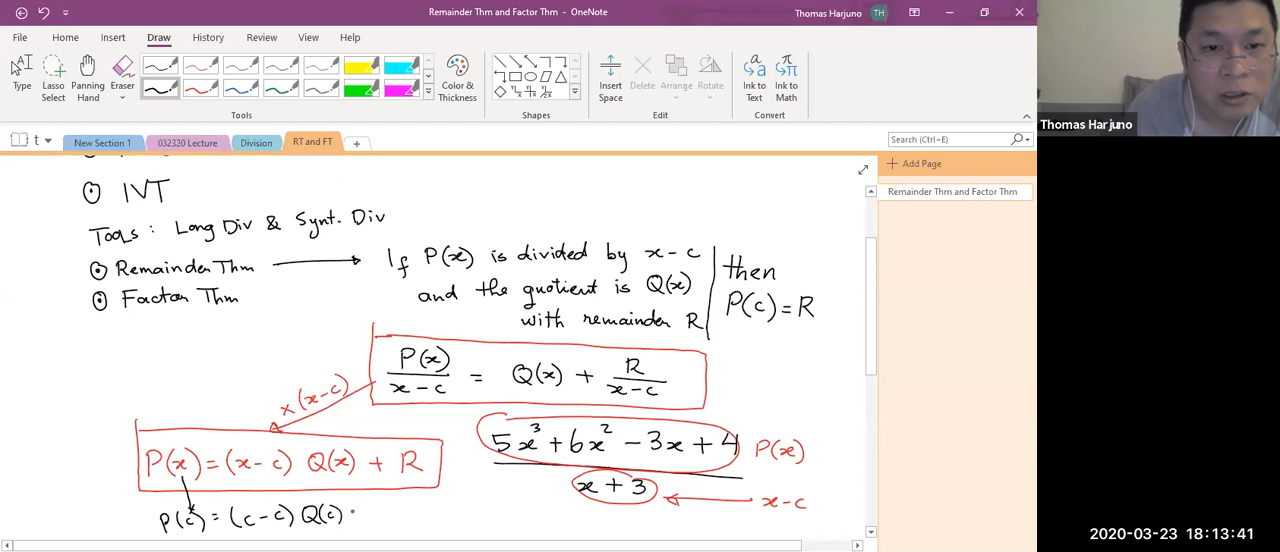 Remainder Thm and Factor Thm - OneNote
Thomas Harjuno TH
File Home Insert Draw History Review View Help
Type Lasso Select Panning Hand Eraser
Color & Thickness
Insert Space Delete Arrange Rotate
Ink to Text Ink to Math
Tools Shapes Edit Convert
t New Section 1 032320 Lecture Division RT and FT
Search (Ctrl+E)
Add Page
Remainder Thm and Factor Thm
Thomas Harjuno
IVT
Tools : Long Div & Synt. Div
Remainder Thm → If P(x) is divided by x-c
and the quotient is Q(x)
with remainder R
then
P(c) = R
Factor Thm
P(x)/(x-c) = Q(x) + R/(x-c)
×(x-c)
P(x) = (x-c) Q(x) + R
5x³ + 6x² - 3x + 4 P(x)
x + 3 ← x-c
P(c) = (c-c) Q(c)
2020-03-23 18:13:41